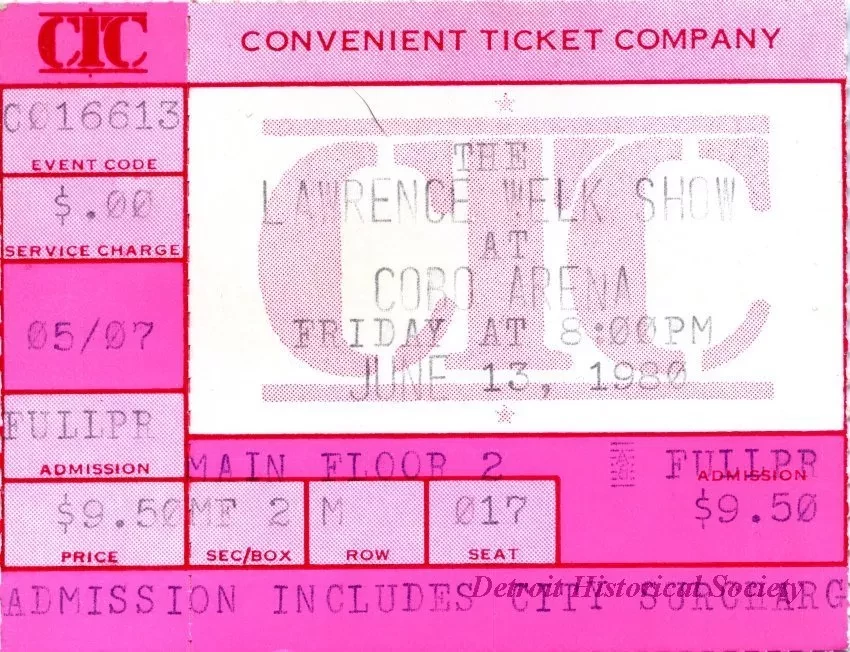 CTC CONVENIENT TICKET COMPANY
C016613
EVENT CODE
$.00
SERVICE CHARGE
05/07
FULLPR
ADMISSION
$9.50
PRICE
CTC
THE
LAWRENCE WELK SHOW
AT
COBO ARENA
FRIDAY AT 8:00PM
JUNE 13, 1980
MAIN FLOOR 2
MF 2
SEC/BOX
M
ROW
017
SEAT
FULLPR
ADMISSION
$9.50
ADMISSION INCLUDES CITY SURCHARG
Detroit Historical Society